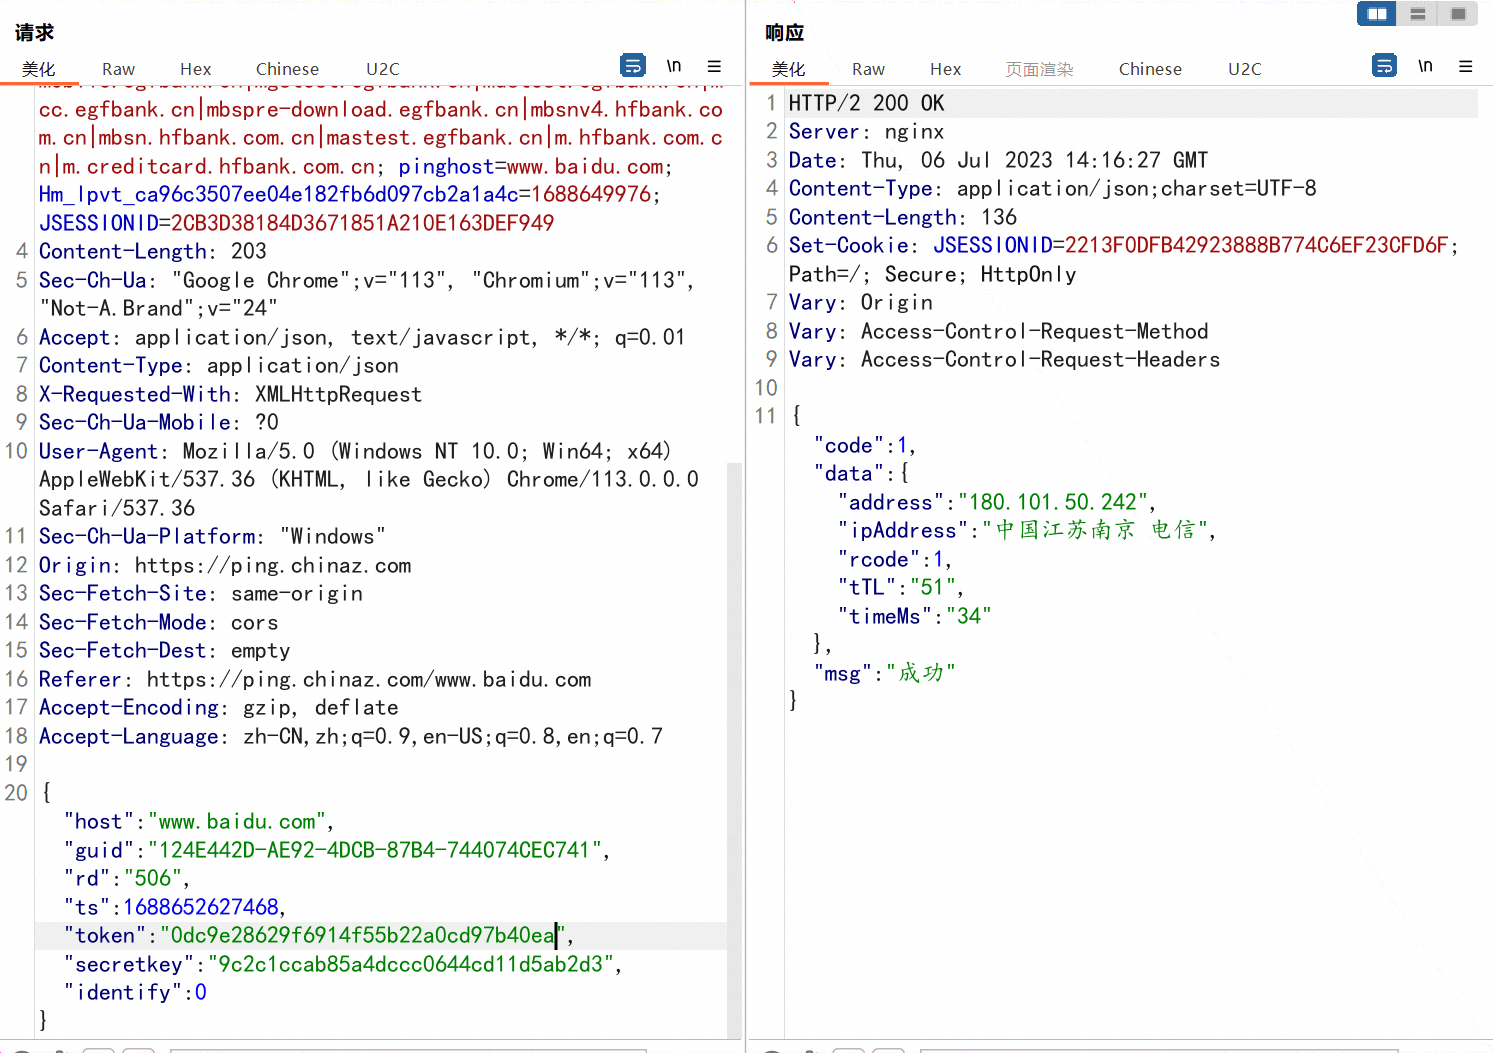 请求
美化 Raw Hex Chinese U2C \n
cc.egfbank.cn|mbspre-download.egfbank.cn|mbsnv4.hfbank.co
m.cn|mbsn.hfbank.com.cn|mastest.egfbank.cn|m.hfbank.com.c
n|m.creditcard.hfbank.com.cn; pinghost=www.baidu.com;
Hm_lpvt_ca96c3507ee04e182fb6d097cb2a1a4c=1688649976;
JSESSIONID=2CB3D38184D3671851A210E163DEF949
4 Content-Length: 203
5 Sec-Ch-Ua: "Google Chrome";v="113", "Chromium";v="113",
"Not-A.Brand";v="24"
6 Accept: application/json, text/javascript, */*; q=0.01
7 Content-Type: application/json
8 X-Requested-With: XMLHttpRequest
9 Sec-Ch-Ua-Mobile: ?0
10 User-Agent: Mozilla/5.0 (Windows NT 10.0; Win64; x64)
AppleWebKit/537.36 (KHTML, like Gecko) Chrome/113.0.0.0
Safari/537.36
11 Sec-Ch-Ua-Platform: "Windows"
12 Origin: https://ping.chinaz.com
13 Sec-Fetch-Site: same-origin
14 Sec-Fetch-Mode: cors
15 Sec-Fetch-Dest: empty
16 Referer: https://ping.chinaz.com/www.baidu.com
17 Accept-Encoding: gzip, deflate
18 Accept-Language: zh-CN,zh;q=0.9,en-US;q=0.8,en;q=0.7
19
20 {
"host":"www.baidu.com",
"guid":"124E442D-AE92-4DCB-87B4-744074CEC741",
"rd":"506",
"ts":1688652627468,
"token":"0dc9e28629f6914f55b22a0cd97b40ea",
"secretkey":"9c2c1ccab85a4dccc0644cd11d5ab2d3",
"identify":0
}
响应
美化 Raw Hex 页面渲染 Chinese U2C \n
1 HTTP/2 200 OK
2 Server: nginx
3 Date: Thu, 06 Jul 2023 14:16:27 GMT
4 Content-Type: application/json;charset=UTF-8
5 Content-Length: 136
6 Set-Cookie: JSESSIONID=2213F0DFB42923888B774C6EF23CFD6F;
Path=/; Secure; HttpOnly
7 Vary: Origin
8 Vary: Access-Control-Request-Method
9 Vary: Access-Control-Request-Headers
10
11 {
"code":1,
"data":{
"address":"180.101.50.242",
"ipAddress":"中国江苏南京 电信",
"rcode":1,
"tTL":"51",
"timeMs":"34"
},
"msg":"成功"
}